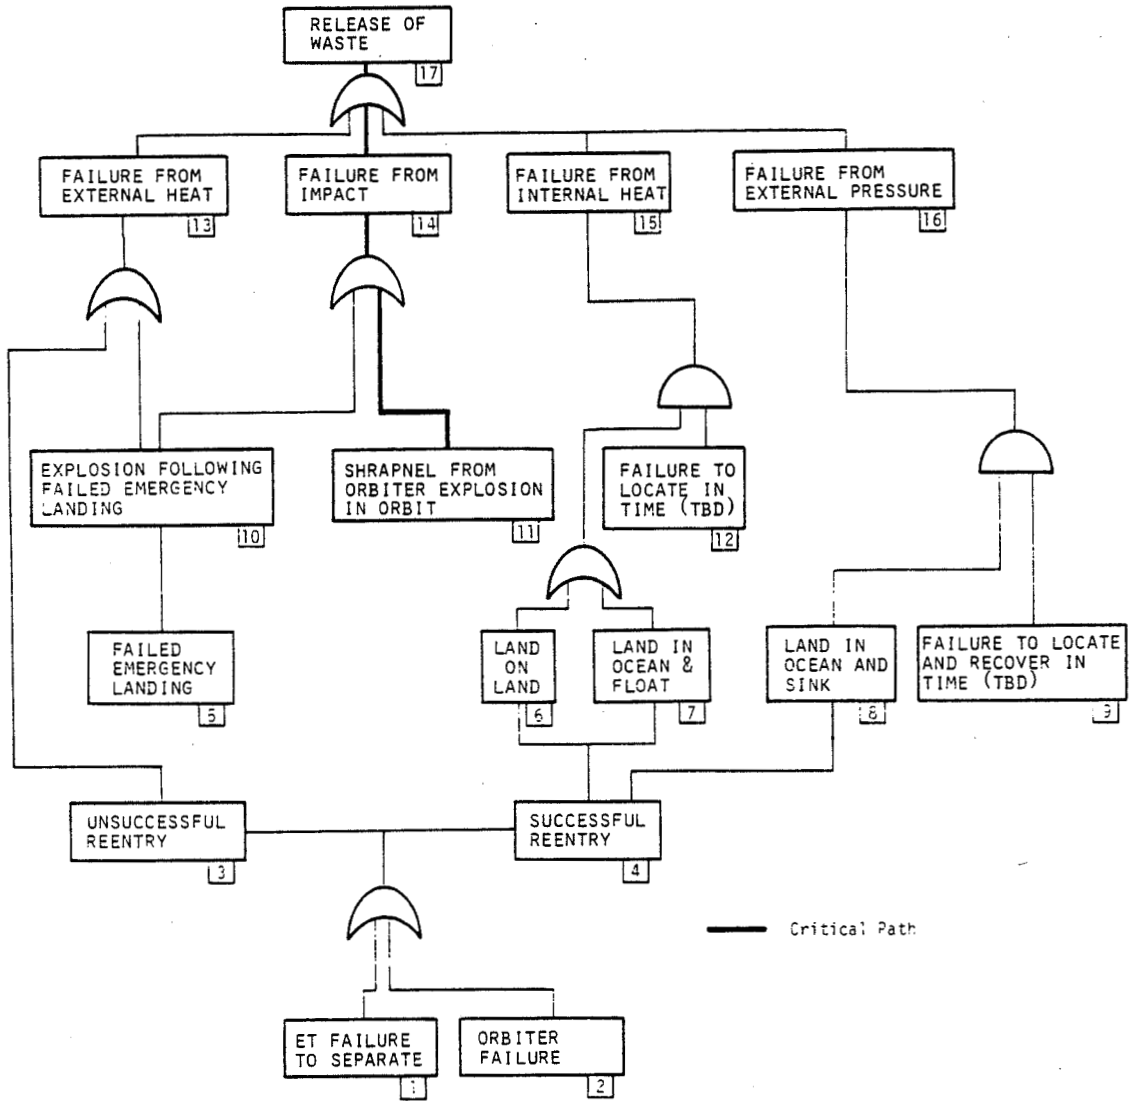 RELEASE OF
WASTE
17
FAILURE FROM
EXTERNAL HEAT
13
FAILURE FROM
IMPACT
14
FAILURE FROM
INTERNAL HEAT
15
FAILURE FROM
EXTERNAL PRESSURE
16
EXPLOSION FOLLOWING
FAILED EMERGENCY
LANDING
10
SHRAPNEL FROM
ORBITER EXPLOSION
IN ORBIT
11
FAILURE TO
LOCATE IN
TIME (TBD)
12
FAILED
EMERGENCY
LANDING
5
LAND
ON
LAND
6
LAND IN
OCEAN &
FLOAT
7
LAND IN
OCEAN AND
SINK
8
FAILURE TO LOCATE
AND RECOVER IN
TIME (TBD)
9
UNSUCCESSFUL
REENTRY
3
SUCCESSFUL
REENTRY
4
Critical Path
ET FAILURE
TO SEPARATE
1
ORBITER
FAILURE
2